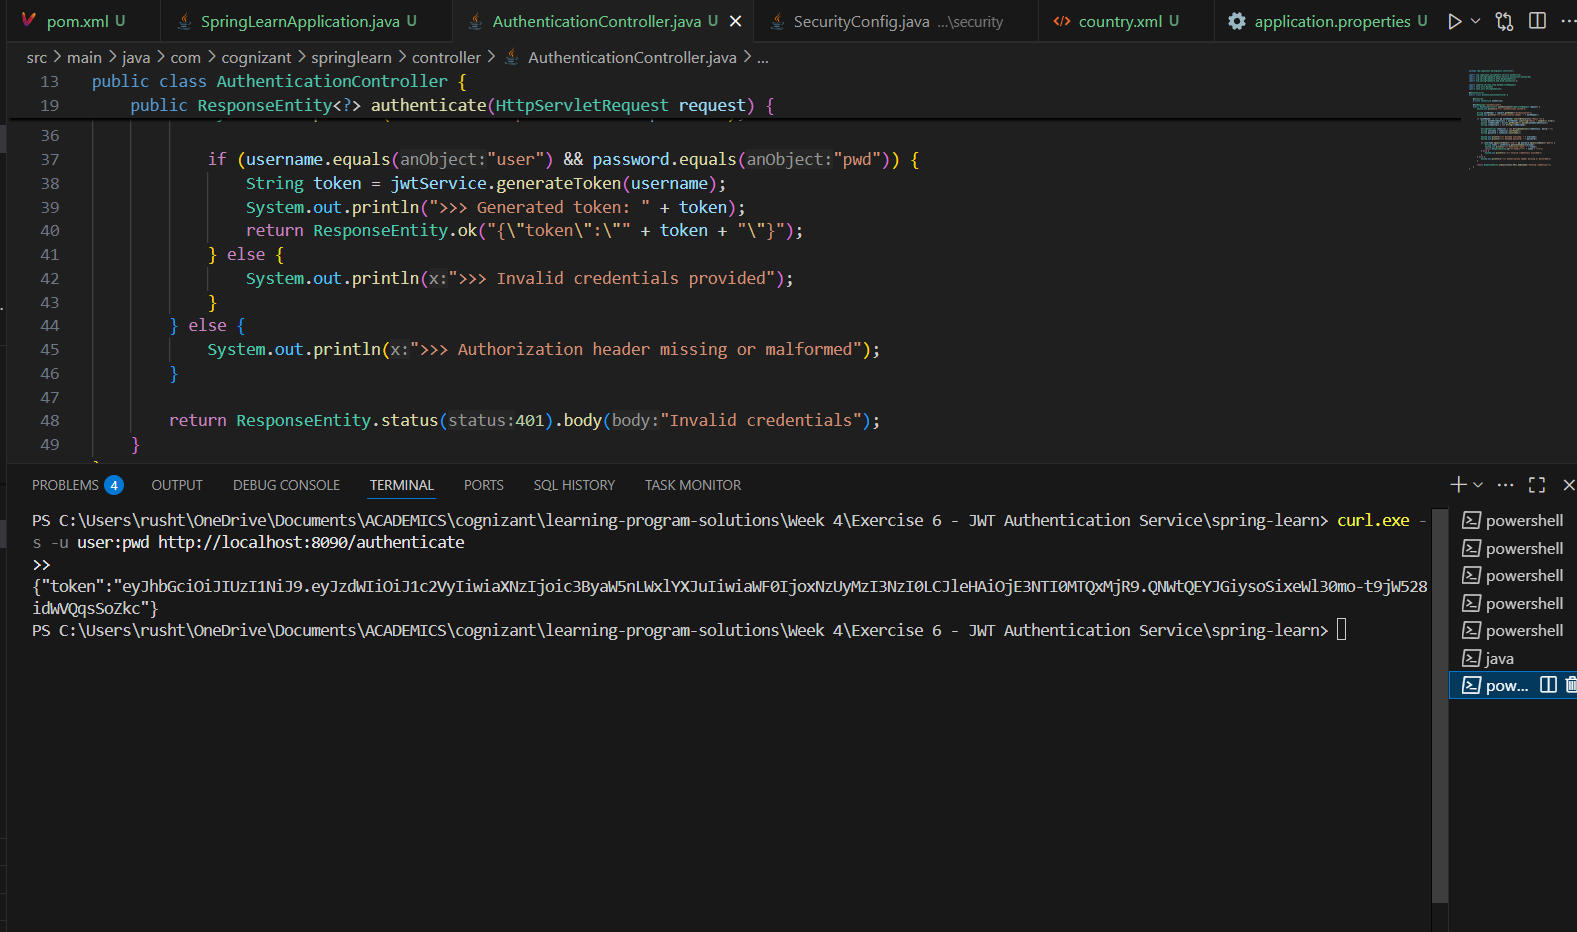 pom.xml U SpringLearnApplication.java U AuthenticationController.java U SecurityConfig.java ...\security country.xml U application.properties U
src > main > java > com > cognizant > springlearn > controller > AuthenticationController.java > ...
13 public class AuthenticationController {
19 public ResponseEntity<?> authenticate(HttpServletRequest request) {
36
37 if (username.equals(anObject:"user") && password.equals(anObject:"pwd")) {
38 String token = jwtService.generateToken(username);
39 System.out.println(">>> Generated token: " + token);
40 return ResponseEntity.ok("{\"token\":\"" + token + "\"}");
41 } else {
42 System.out.println(x:">>> Invalid credentials provided");
43 }
44 } else {
45 System.out.println(x:">>> Authorization header missing or malformed");
46 }
47
48 return ResponseEntity.status(status:401).body(body:"Invalid credentials");
49 }
PROBLEMS 4 OUTPUT DEBUG CONSOLE TERMINAL PORTS SQL HISTORY TASK MONITOR
PS C:\Users\rusht\OneDrive\Documents\ACADEMICS\cognizant\learning-program-solutions\Week 4\Exercise 6 - JWT Authentication Service\spring-learn> curl.exe -
s -u user:pwd http://localhost:8090/authenticate
>>
{"token":"eyJhbGciOiJIUzI1NiJ9.eyJzdWIiOiJ1c2VyIiwiaXNzIjoic3ByaW5nLWxlYXJuIiwiaWF0IjoxNzUyMzI3NzI0LCJleHAiOjE3NTI0MTQxMjR9.QNWtQEYJGiysoSixeWl30mo-t9jW528
idWVQqsSoZkc"}
PS C:\Users\rusht\OneDrive\Documents\ACADEMICS\cognizant\learning-program-solutions\Week 4\Exercise 6 - JWT Authentication Service\spring-learn>
powershell
powershell
powershell
powershell
powershell
java
pow...